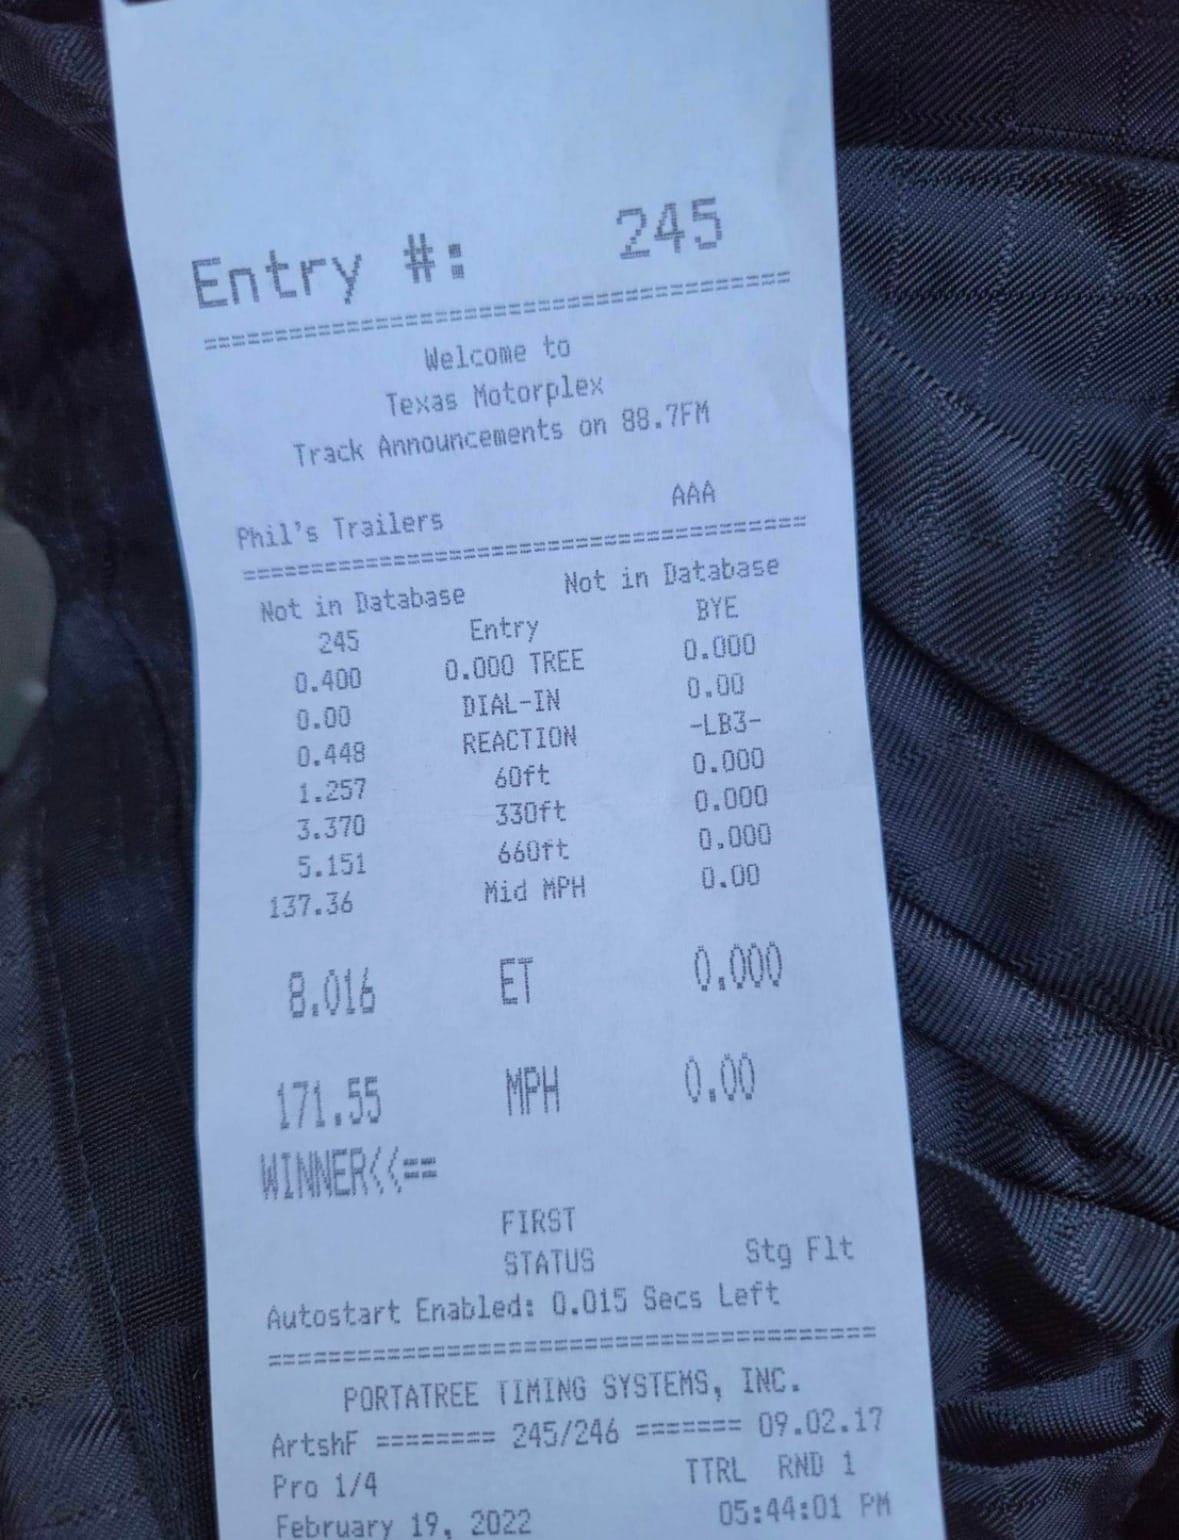 Entry #: 245
=====================================
Welcome to
Texas Motorplex
Track Announcements on 88.7FM
Phil's Trailers AAA
=====================================
Not in Database Not in Database
245 Entry BYE
0.400 0.000 TREE 0.000
0.00 DIAL-IN 0.00
0.448 REACTION -LB3-
1.257 60ft 0.000
3.370 330ft 0.000
5.151 660ft 0.000
137.36 Mid MPH 0.00
8.016 ET 0.000
171.55 MPH 0.00
WINNER<<==
FIRST
STATUS Stg Flt
Autostart Enabled: 0.015 Secs Left
=====================================
PORTATREE TIMING SYSTEMS, INC.
ArtshF ======== 245/246 ======= 09.02.17
Pro 1/4 TTRL RND 1
February 19, 2022 05:44:01 PM